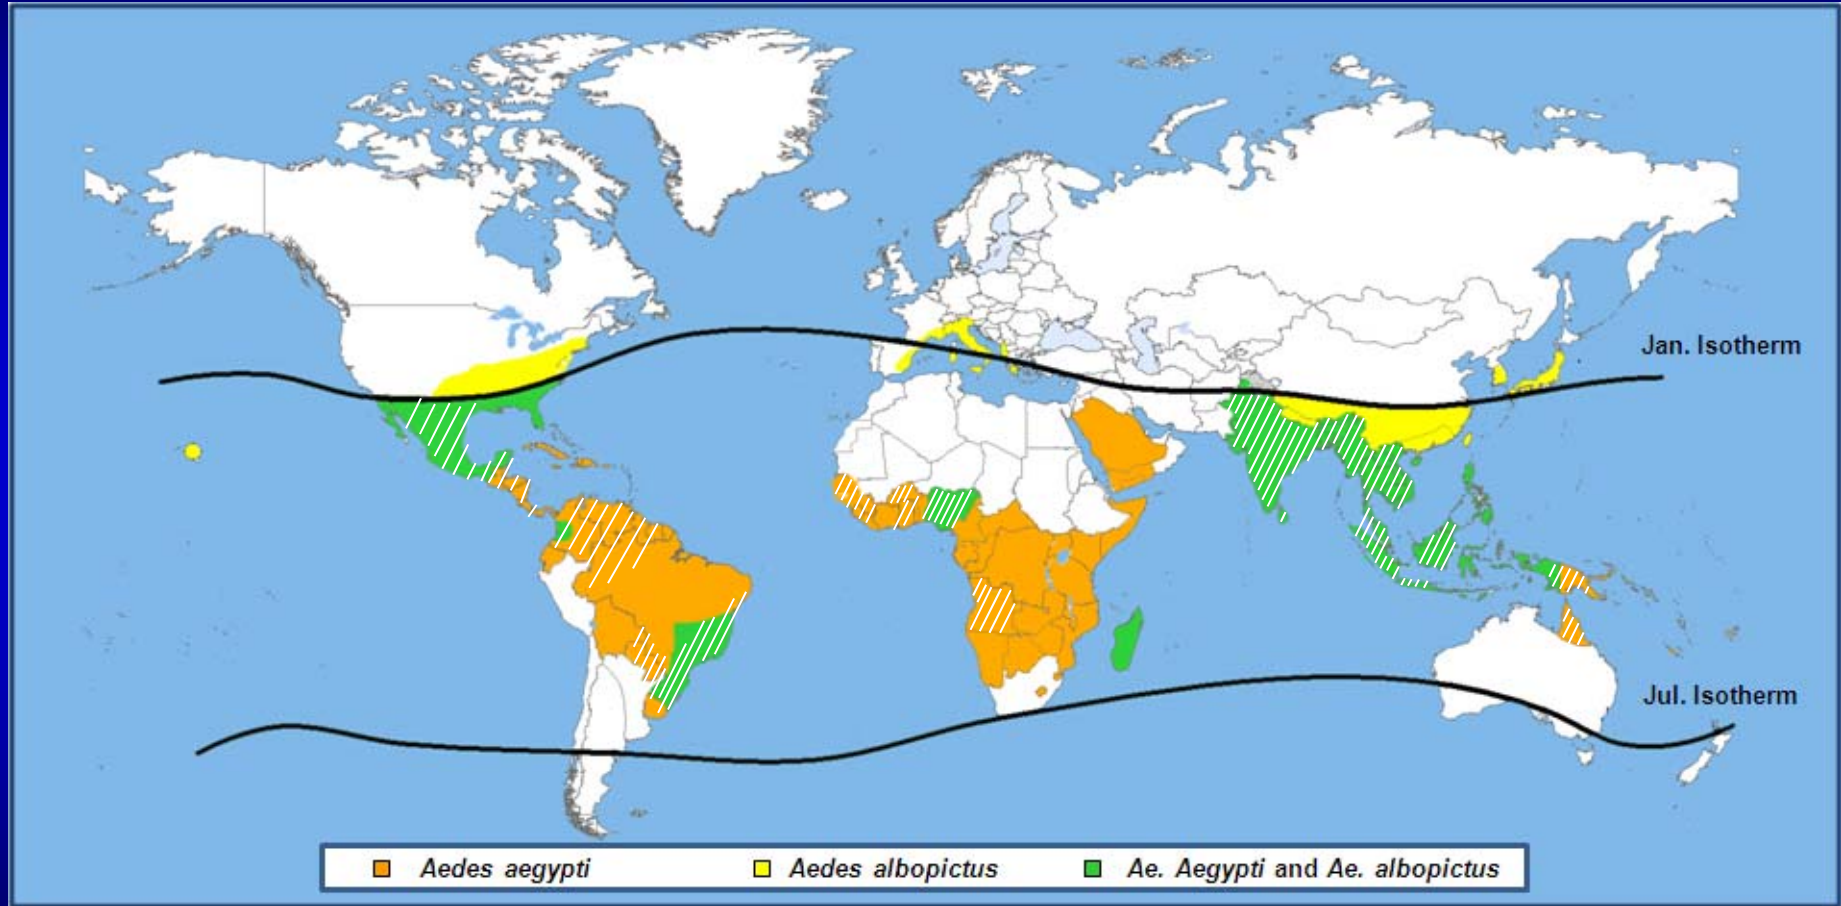 Jan. Isotherm
Jul. Isotherm
Aedes aegypti
Aedes albopictus
Ae. Aegypti and Ae. albopictus